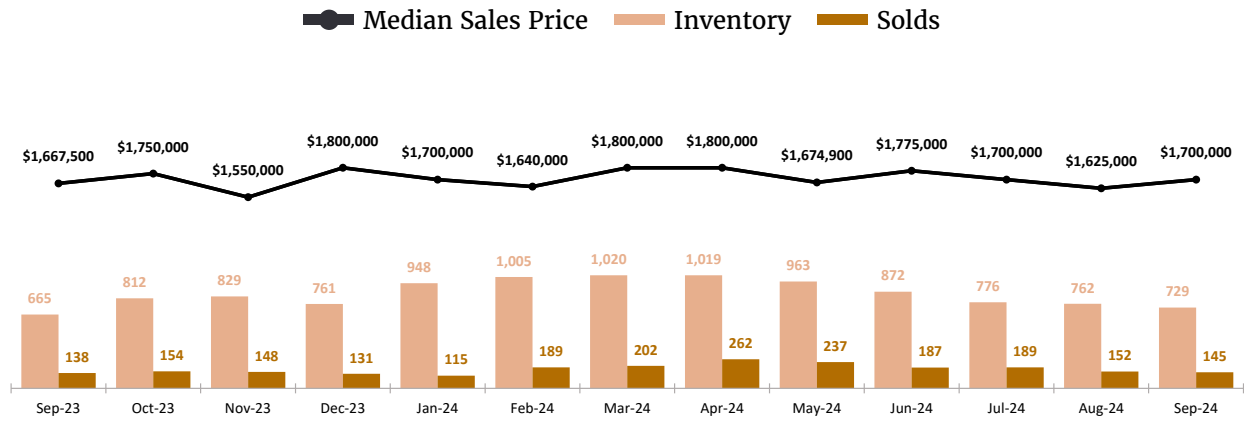 Median Sales Price Inventory Solds
$1,667,500 $1,750,000 $1,550,000 $1,800,000 $1,700,000 $1,640,000 $1,800,000 $1,800,000 $1,674,900 $1,775,000 $1,700,000 $1,625,000 $1,700,000
665 812 829 761 948 1,005 1,020 1,019 963 872 776 762 729
138 154 148 131 115 189 202 262 237 187 189 152 145
Sep-23 Oct-23 Nov-23 Dec-23 Jan-24 Feb-24 Mar-24 Apr-24 May-24 Jun-24 Jul-24 Aug-24 Sep-24